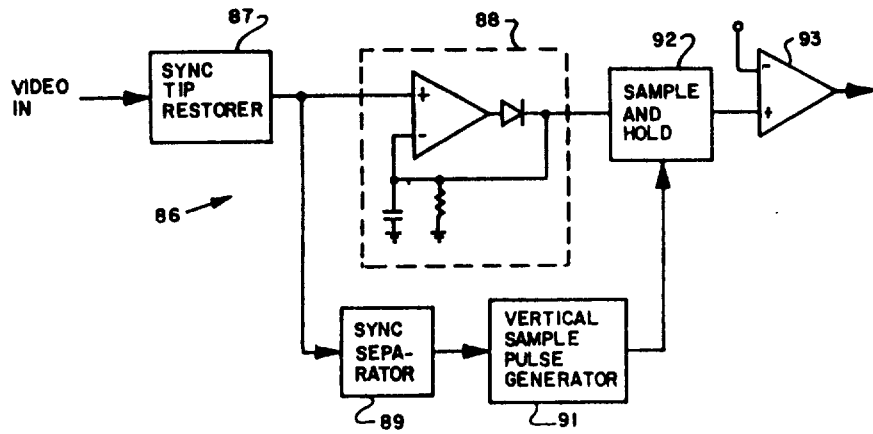 87
88
92
93
VIDEO
IN
SYNC
TIP
RESTORER
+
-
SAMPLE
AND
HOLD
-
+
86
SYNC
SEPA-
RATOR
VERTICAL
SAMPLE
PULSE
GENERATOR
89
91